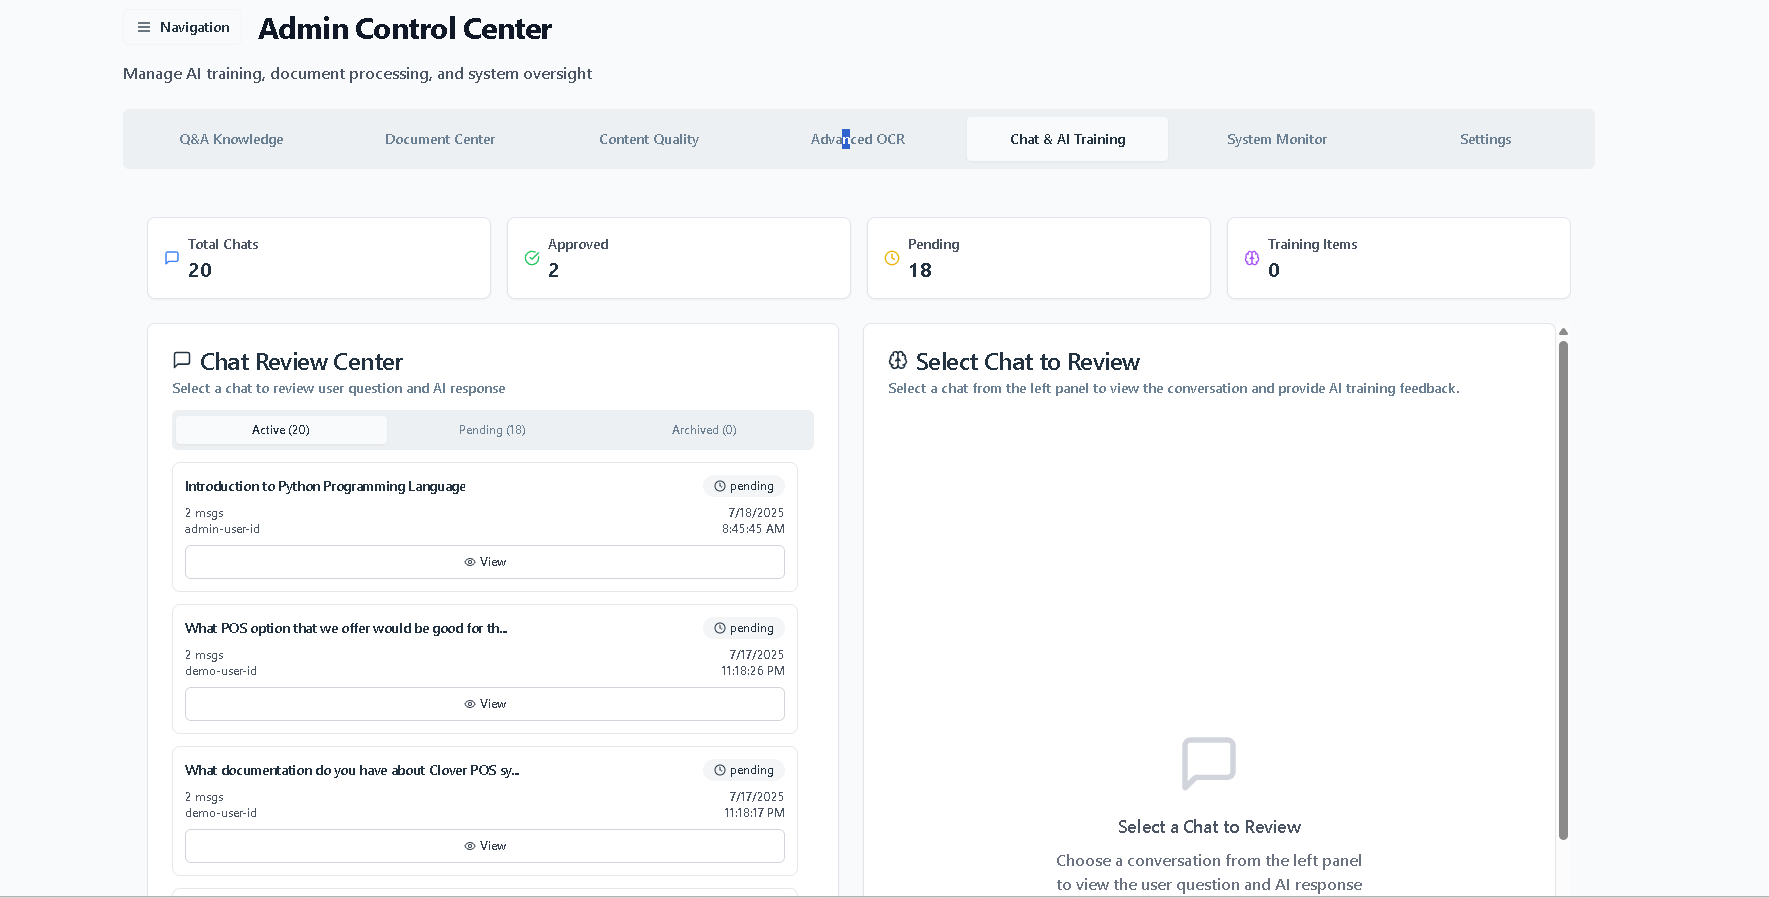 Navigation
Admin Control Center
Manage AI training, document processing, and system oversight
Q&A Knowledge
Document Center
Content Quality
Advanced OCR
Chat & AI Training
System Monitor
Settings
Total Chats
20
Approved
2
Pending
18
Training Items
0
Chat Review Center
Select a chat to review user question and AI response
Active (20)
Pending (18)
Archived (0)
Introduction to Python Programming Language
pending
2 msgs
7/18/2025
admin-user-id
8:45:45 AM
View
What POS option that we offer would be good for th...
pending
2 msgs
7/17/2025
demo-user-id
11:18:26 PM
View
What documentation do you have about Clover POS sy...
pending
2 msgs
7/17/2025
demo-user-id
11:18:17 PM
View
Select Chat to Review
Select a chat from the left panel to view the conversation and provide AI training feedback.
Select a Chat to Review
Choose a conversation from the left panel
to view the user question and AI response